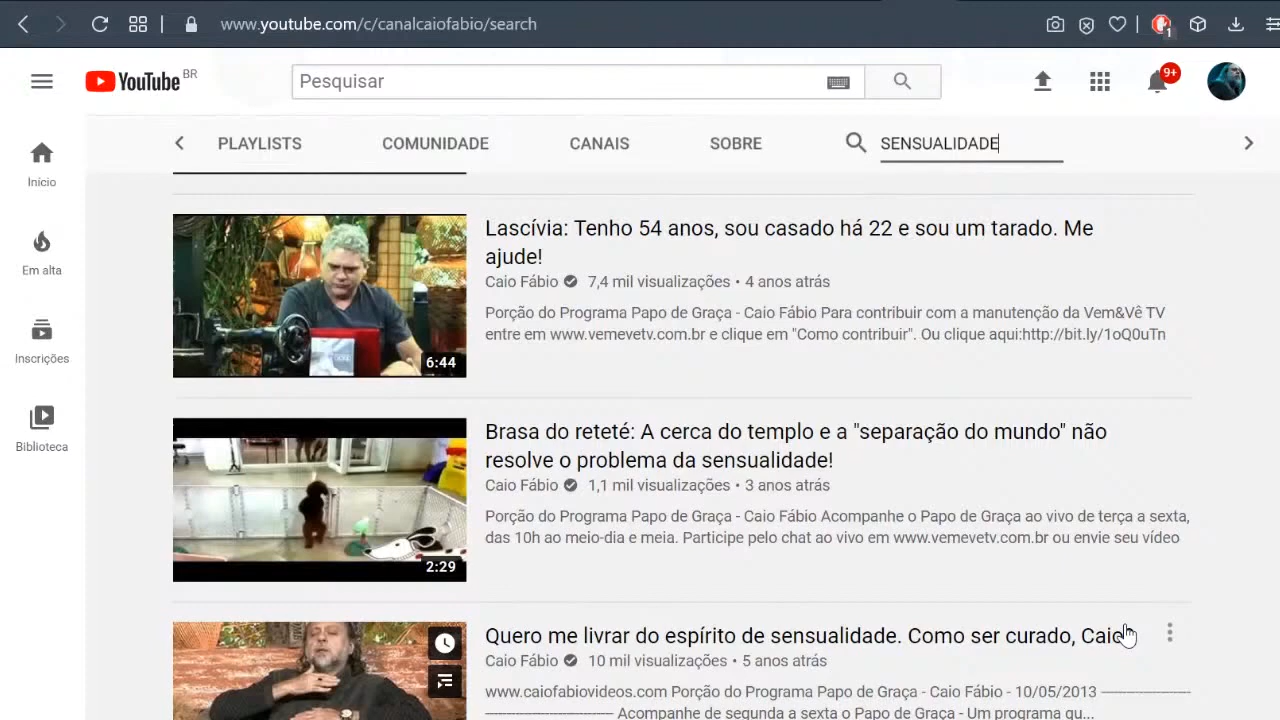 www.youtube.com/c/canalcaiofabio/search
1
YouTube BR
Pesquisar
9+
PLAYLISTS COMUNIDADE CANAIS SOBRE SENSUALIDADE
Início
Em alta
Inscrições
Biblioteca
Lascívia: Tenho 54 anos, sou casado há 22 e sou um tarado. Me
ajude!
Caio Fábio 7,4 mil visualizações • 4 anos atrás
Porção do Programa Papo de Graça - Caio Fábio Para contribuir com a manutenção da Vem&Vê TV
entre em www.vemevetv.com.br e clique em "Como contribuir". Ou clique aqui:http://bit.ly/1oQ0uTn
6:44
Brasa do reteté: A cerca do templo e a "separação do mundo" não
resolve o problema da sensualidade!
Caio Fábio 1,1 mil visualizações • 3 anos atrás
Porção do Programa Papo de Graça - Caio Fábio Acompanhe o Papo de Graça ao vivo de terça a sexta,
das 10h ao meio-dia e meia. Participe pelo chat ao vivo em www.vemevetv.com.br ou envie seu vídeo
2:29
Quero me livrar do espírito de sensualidade. Como ser curado, Caio
Caio Fábio 10 mil visualizações • 5 anos atrás
www.caiofabiovideos.com Porção do Programa Papo de Graça - Caio Fábio - 10/05/2013 ––––––––––
–––––––––––––– Acompanhe de segunda a sexta o Papo de Graça - Um programa qu...